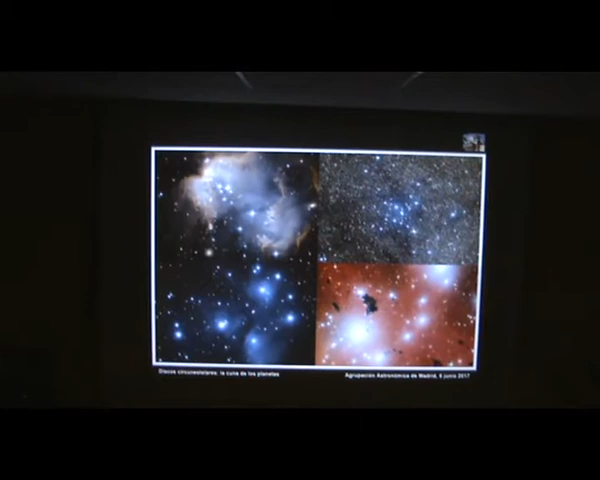 Discos circunestelares: la cuna de los planetas
Agrupación Astronómica de Madrid, 6 junio 2017